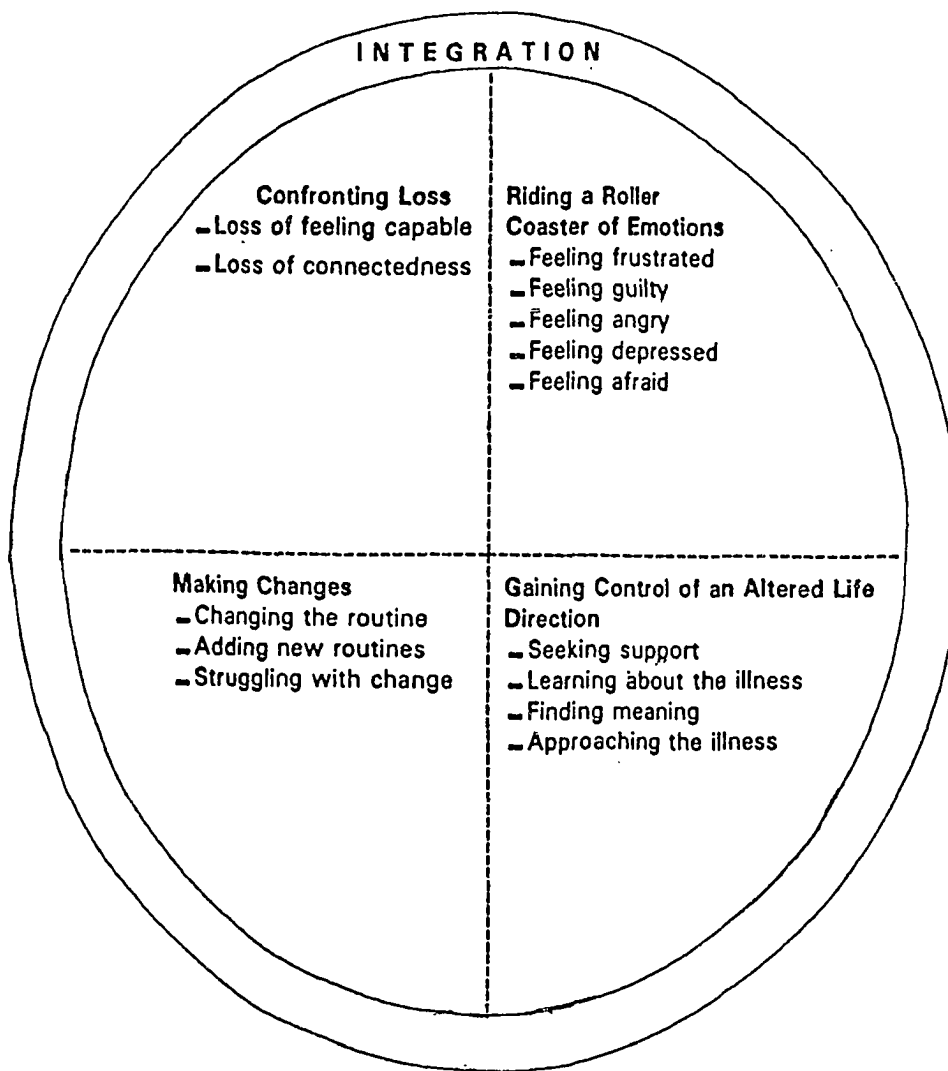 INTEGRATION
Confronting Loss
-Loss of feeling capable
-Loss of connectedness
Riding a Roller
Coaster of Emotions
-Feeling frustrated
-Feeling guilty
-Feeling angry
-Feeling depressed
-Feeling afraid
Making Changes
-Changing the routine
-Adding new routines
-Struggling with change
Gaining Control of an Altered Life
Direction
-Seeking support
-Learning about the illness
-Finding meaning
-Approaching the illness